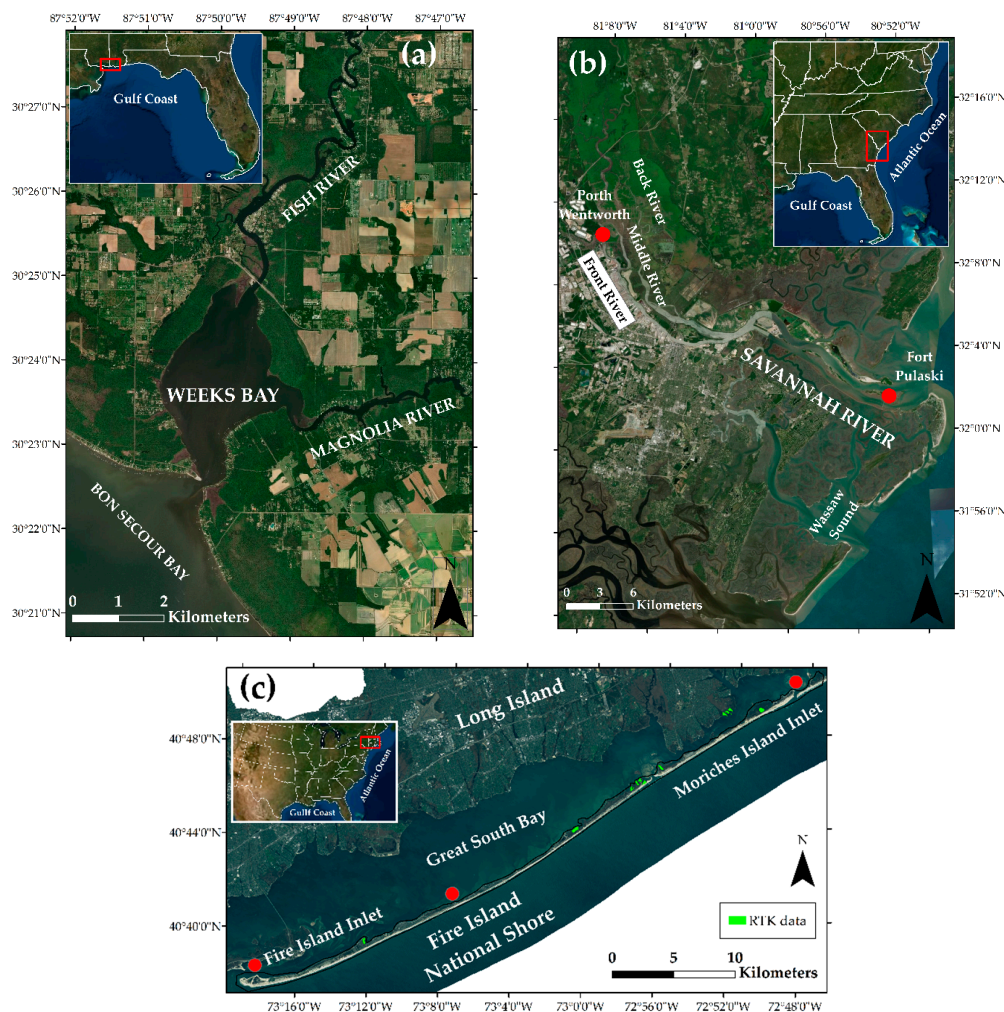 87°52'0"W 87°51'0"W 87°50'0"W 87°49'0"W 87°48'0"W 87°47'0"W
(a)
Gulf Coast
30°27'0"N
30°26'0"N
30°25'0"N
30°24'0"N
30°23'0"N
30°22'0"N
30°21'0"N
FISH RIVER
WEEKS BAY
MAGNOLIA RIVER
BON SECOUR BAY
N
0 1 2
Kilometers
81°8'0"W 81°4'0"W 81°0'0"W 80°56'0"W 80°52'0"W
(b)
Atlantic Ocean
Gulf Coast
32°16'0"N
32°12'0"N
32°8'0"N
32°4'0"N
32°0'0"N
31°56'0"N
31°52'0"N
Back River
Porth
Wentworth
Middle River
Front River
SAVANNAH RIVER
Fort
Pulaski
Wassaw
Sound
N
0 3 6
Kilometers
(c)
Long Island
Atlantic Ocean
Gullf Coast
40°48'0"N
40°44'0"N
40°40'0"N
Moriches Island Inlet
Great South Bay
Fire Island Inlet
Fire Island
National Shore
N
RTK data
0 5 10
Kilometers
73°16'0"W 73°12'0"W 73°8'0"W 73°4'0"W 73°0'0"W 72°56'0"W 72°52'0"W 72°48'0"W